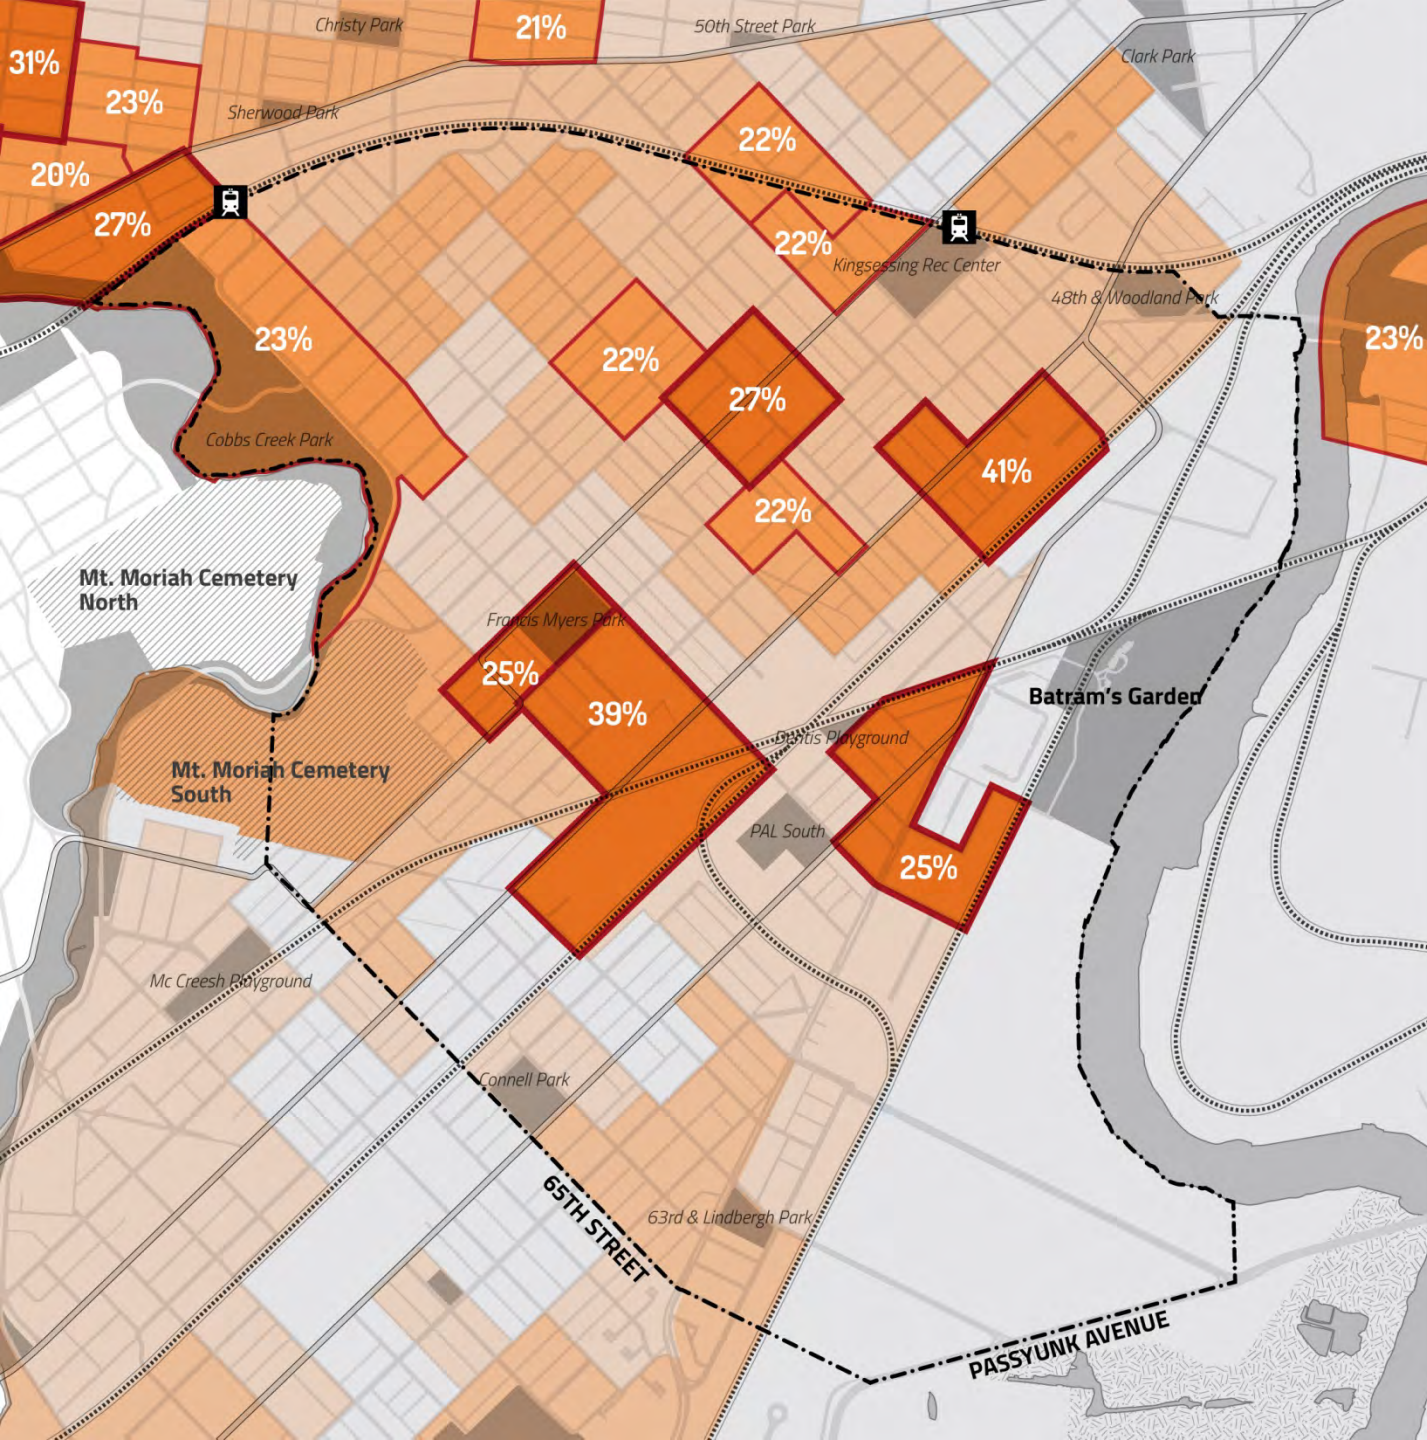 Christy Park
21%
50th Street Park
Clark Park
31%
23%
Sherwood Park
22%
20%
27%
22%
Kingsessing Rec Center
48th & Woodland Park
23%
23%
22%
27%
Cobbs Creek Park
41%
22%
Mt. Moriah Cemetery
North
Francis Myers Park
25%
39%
Batram's Garden
Dentis Playground
Mt. Moriah Cemetery
South
PAL South
25%
Mc Creesh Playground
Connell Park
65TH STREET
63rd & Lindbergh Park
PASSYUNK AVENUE